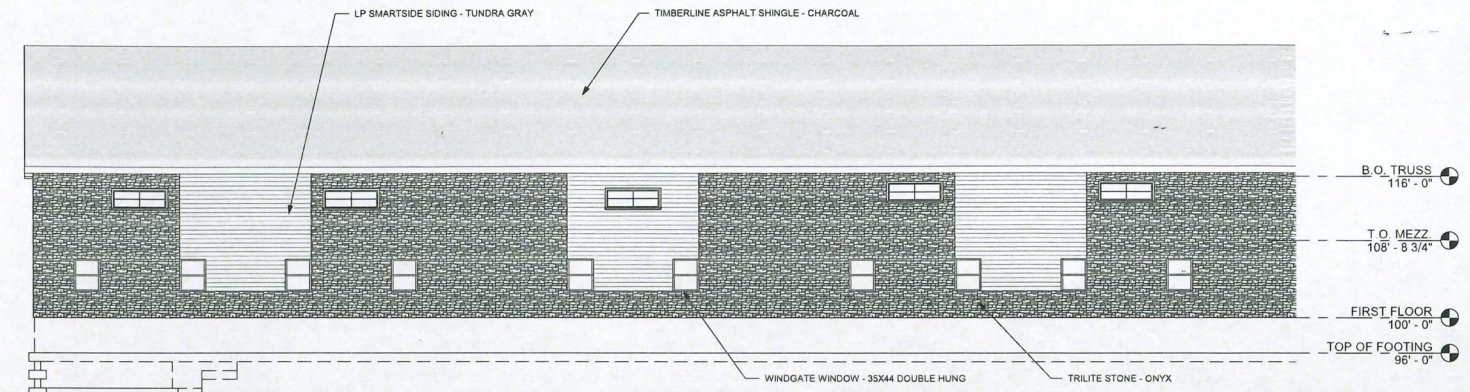 LP SMARTSIDE SIDING - TUNDRA GRAY
TIMBERLINE ASPHALT SHINGLE - CHARCOAL
B.O. TRUSS
116' - 0"
T.O. MEZZ.
108' - 8 3/4"
FIRST FLOOR
100' - 0"
TOP OF FOOTING
96' - 0"
WINDGATE WINDOW - 35X44 DOUBLE HUNG
TRILITE STONE - ONYX